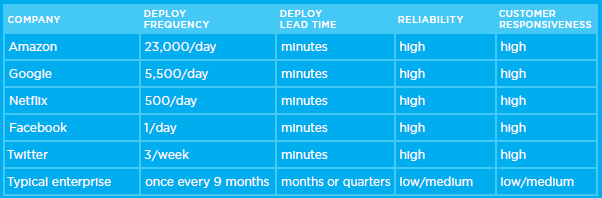 COMPANY DEPLOY FREQUENCY DEPLOY LEAD TIME RELIABILITY CUSTOMER RESPONSIVENESS
Amazon 23,000/day minutes high high
Google 5,500/day minutes high high
Netflix 500/day minutes high high
Facebook 1/day minutes high high
Twitter 3/week minutes high high
Typical enterprise once every 9 months months or quarters low/medium low/medium